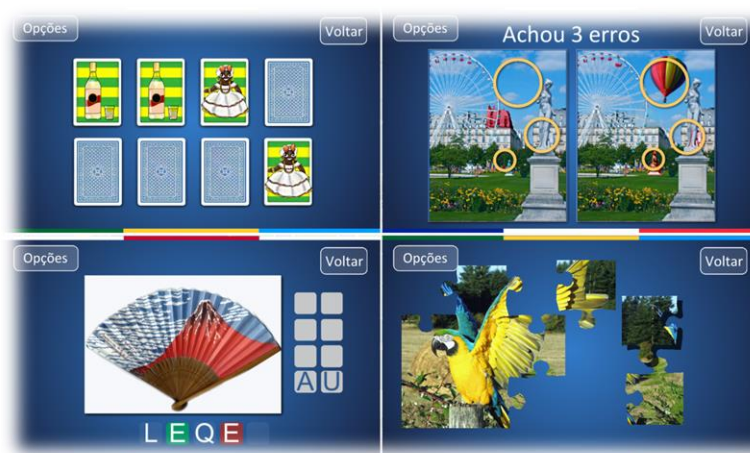 Opções
Voltar
Opções
Achou 3 erros
Voltar
Opções
Voltar
A U
L E Q E
Opções
Voltar